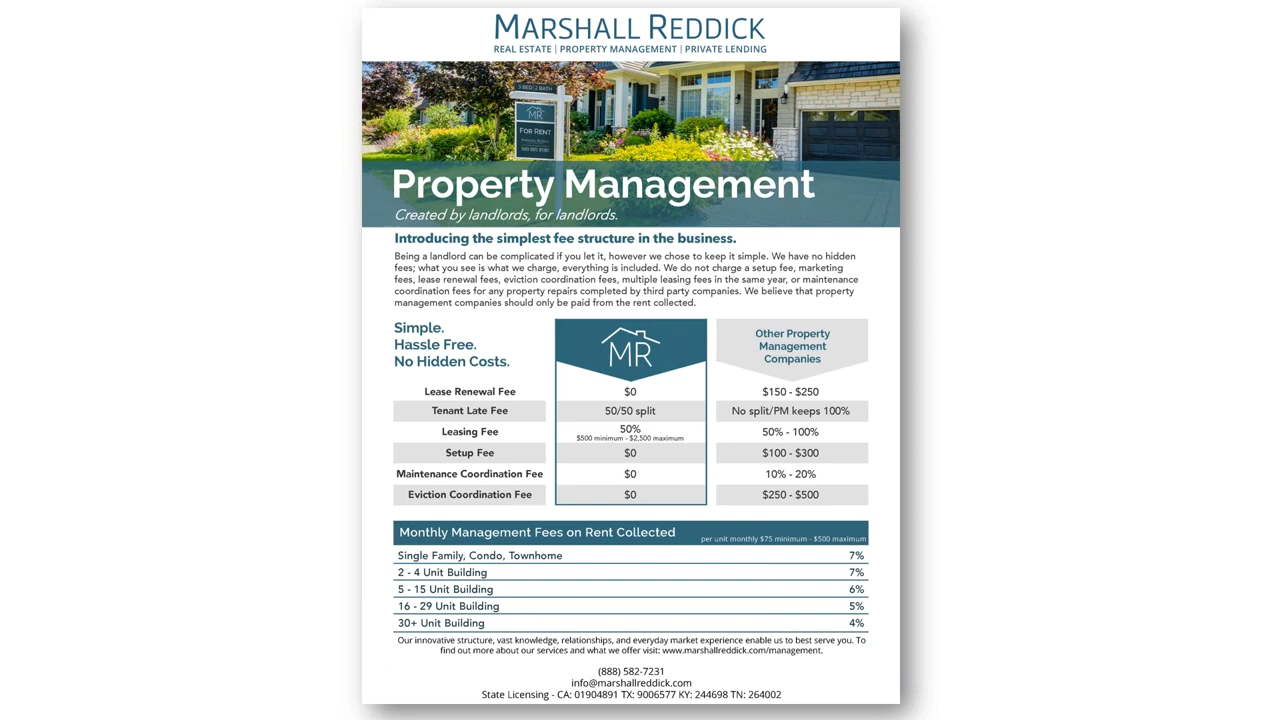 MARSHALL REDDICK
REAL ESTATE | PROPERTY MANAGEMENT | PRIVATE LENDING
3 BED|2 BATH
MR
FOR RENT
Property Management
Created by landlords, for landlords.
Introducing the simplest fee structure in the business.
Being a landlord can be complicated if you let it, however we chose to keep it simple. We have no hidden
fees; what you see is what we charge, everything is included. We do not charge a setup fee, marketing
fees, lease renewal fees, eviction coordination fees, multiple leasing fees in the same year, or maintenance
coordination fees for any property repairs completed by third party companies. We believe that property
management companies should only be paid from the rent collected.
Simple.
Hassle Free.
No Hidden Costs.
MR
Other Property
Management
Companies
Lease Renewal Fee $0 $150 - $250
Tenant Late Fee 50/50 split No split/PM keeps 100%
Leasing Fee 50% 50% - 100%
$500 minimum - $2,500 maximum
Setup Fee $0 $100 - $300
Maintenance Coordination Fee $0 10% - 20%
Eviction Coordination Fee $0 $250 - $500
Monthly Management Fees on Rent Collected per unit monthly $75 minimum - $500 maximum
Single Family, Condo, Townhome 7%
2 - 4 Unit Building 7%
5 - 15 Unit Building 6%
16 - 29 Unit Building 5%
30+ Unit Building 4%
Our innovative structure, vast knowledge, relationships, and everyday market experience enable us to best serve you. To
find out more about our services and what we offer visit: www.marshallreddick.com/management.
(888) 582-7231
info@marshallreddick.com
State Licensing - CA: 01904891 TX: 9006577 KY: 244698 TN: 264002